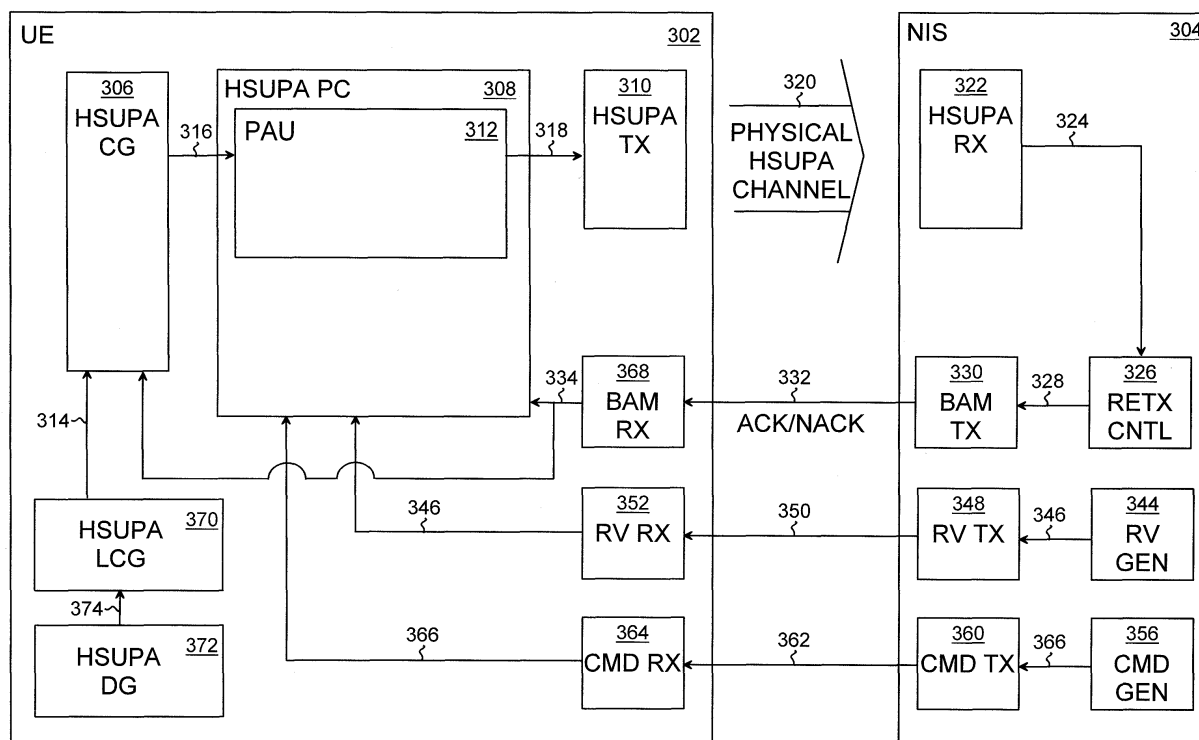 UE
302
306
HSUPA
CG
316
HSUPA PC
308
PAU
312
318
310
HSUPA
TX
320
PHYSICAL
HSUPA
CHANNEL
NIS
304
322
HSUPA
RX
324
314
334
368
BAM
RX
332
ACK/NACK
330
BAM
TX
328
326
RETX
CNTL
370
HSUPA
LCG
346
352
RV RX
350
348
RV TX
346
344
RV
GEN
374
372
HSUPA
DG
366
364
CMD RX
362
360
CMD TX
366
356
CMD
GEN